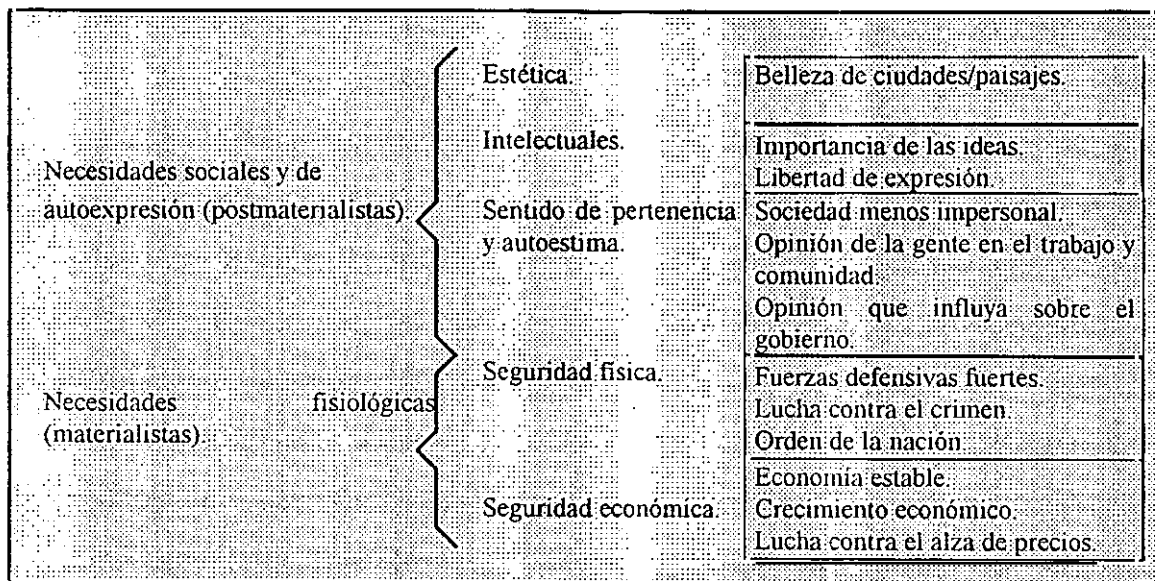 Necesidades sociales y de
autoexpresión (postmaterialistas).
Estética.
Belleza de ciudades/paisajes.
Intelectuales.
Importancia de las ideas.
Libertad de expresión.
Sentido de pertenencia
y autoestima.
Sociedad menos impersonal.
Opinión de la gente en el trabajo y
comunidad.
Opinión que influya sobre el
gobierno.
Necesidades fisiológicas
(materialistas).
Seguridad física.
Fuerzas defensivas fuertes.
Lucha contra el crimen.
Orden de la nación
Seguridad económica.
Economía estable.
Crecimiento económico.
Lucha contra el alza de precios.